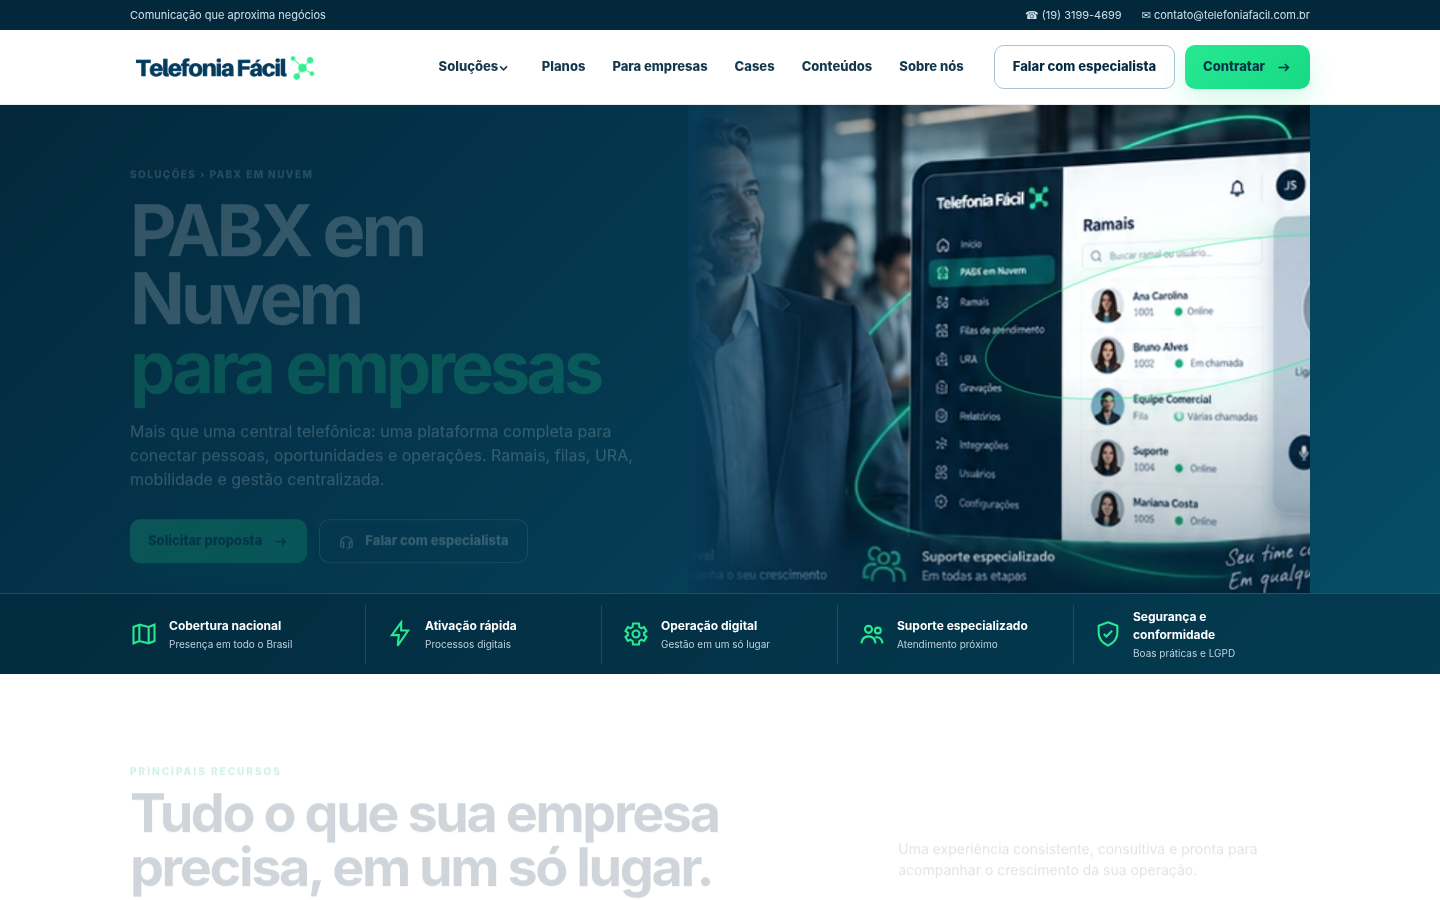 Comunicação que aproxima negócios
☎ (19) 3199-4699 ✉ contato@telefoniafacil.com.br
Telefonia Fácil
Soluções Planos Para empresas Cases Conteúdos Sobre nós Falar com especialista Contratar →
SOLUÇÕES › PABX EM NUVEM
PABX em
Nuvem
para empresas
Mais que uma central telefônica: uma plataforma completa para
conectar pessoas, oportunidades e operações. Ramais, filas, URA,
mobilidade e gestão centralizada.
Solicitar proposta →
Falar com especialista
Telefonia Fácil
JS
Início
PABX em Nuvem
Ramais
Filas de atendimento
URA
Gravações
Relatórios
Integrações
Usuários
Configurações
Ramais
Buscar ramal ou usuário...
Ana Carolina
1001 Online
Bruno Alves
1002 Em chamada
Equipe Comercial
Fila Várias chamadas
Suporte
1004 Online
Mariana Costa
1005 Online
Lig
o seu crescimento
Suporte especializado
Em todas as etapas
Seu time
Em
Cobertura nacional
Presença em todo o Brasil
Ativação rápida
Processos digitais
Operação digital
Gestão em um só lugar
Suporte especializado
Atendimento próximo
Segurança e
conformidade
Boas práticas e LGPD
PRINCIPAIS RECURSOS
Tudo o que sua empresa
precisa, em um só lugar.
Uma experiência consistente, consultiva e pronta para
acompanhar o crescimento da sua operação.